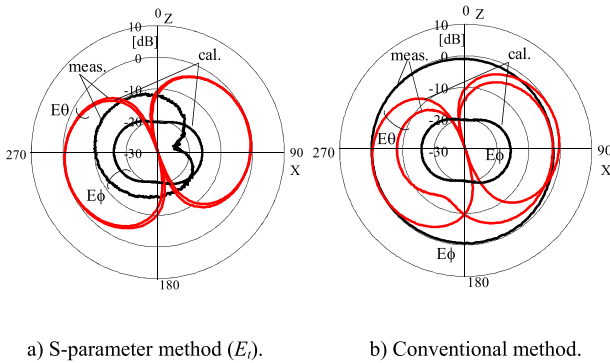 0 Z
10
[dB]
meas.
cal.
0
-10
Eθ
-20
270
-30
90
X
Eϕ
180
a) S-parameter method (Et).
0 Z
10
[dB]
meas.
cal.
0
-10
Eθ
-20
270
-30
Eϕ
90
X
Eϕ
180
b) Conventional method.